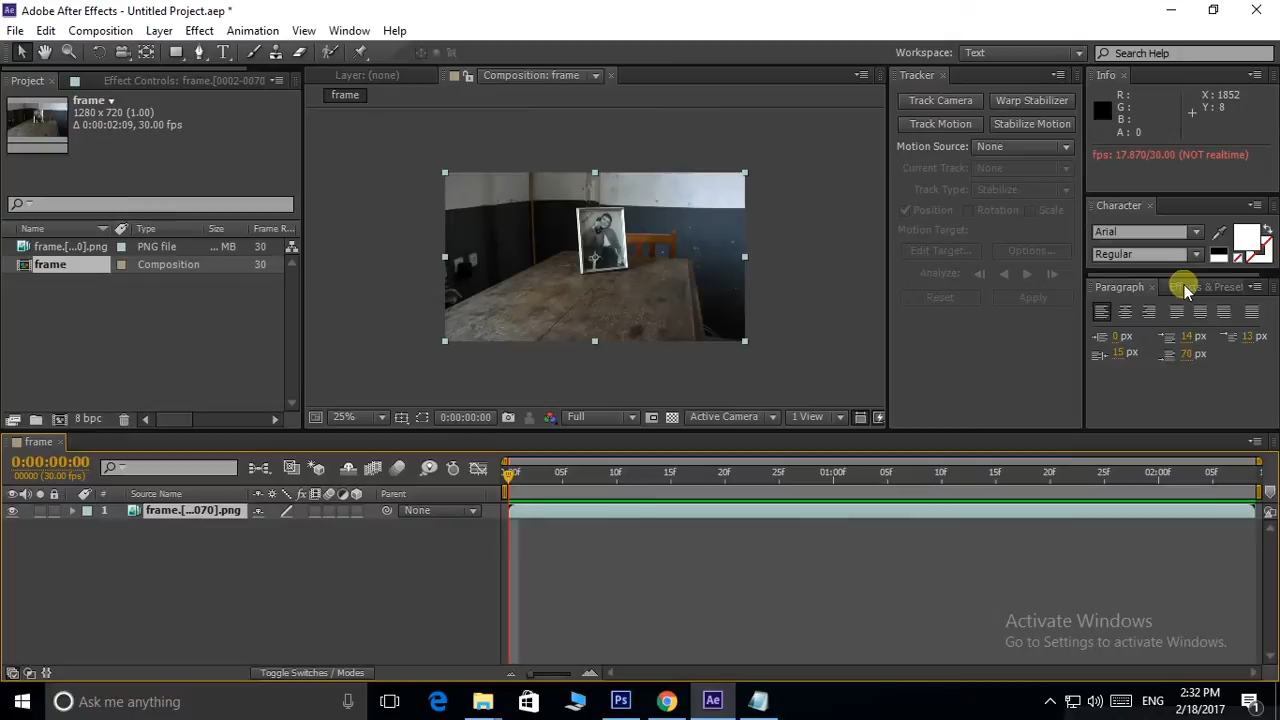 Adobe After Effects - Untitled Project.aep *
File Edit Composition Layer Effect Animation View Window Help
Workspace: Text Search Help
Project Effect Controls: frame.[0002-0070
Layer: (none) Composition: frame
Tracker
Info
frame
1280 x 720 (1.00)
Δ 0:00:02:09, 30.00 fps
frame
Track Camera Warp Stabilizer
Track Motion Stabilize Motion
Motion Source: None
Current Track: None
Track Type: Stabilize
Position Rotation Scale
Motion Target:
Edit Target... Options...
Analyze:
Reset Apply
R :
G :
B :
A : 0
X : 1852
Y : 8
fps: 17.870/30.00 (NOT realtime)
Character
Arial
Regular
Paragraph Effects & Preset
0 px 14 px 13 px
15 px 70 px
Name Type Size Frame R
frame.[...0].png PNG file ... MB 30
frame Composition 30
8 bpc
25% 0:00:00:00 Full Active Camera 1 View
frame
0:00:00:00
00000 (30.00 fps)
# Source Name Parent
1 frame.[...070].png None
:00f 05f 10f 15f 20f 25f 01:00f 05f 10f 15f 20f 25f 02:00f 05f 1
Toggle Switches / Modes
Activate Windows
Go to Settings to activate Windows.
Ask me anything
Ps
Ae
ENG
2:32 PM
2/18/2017
1